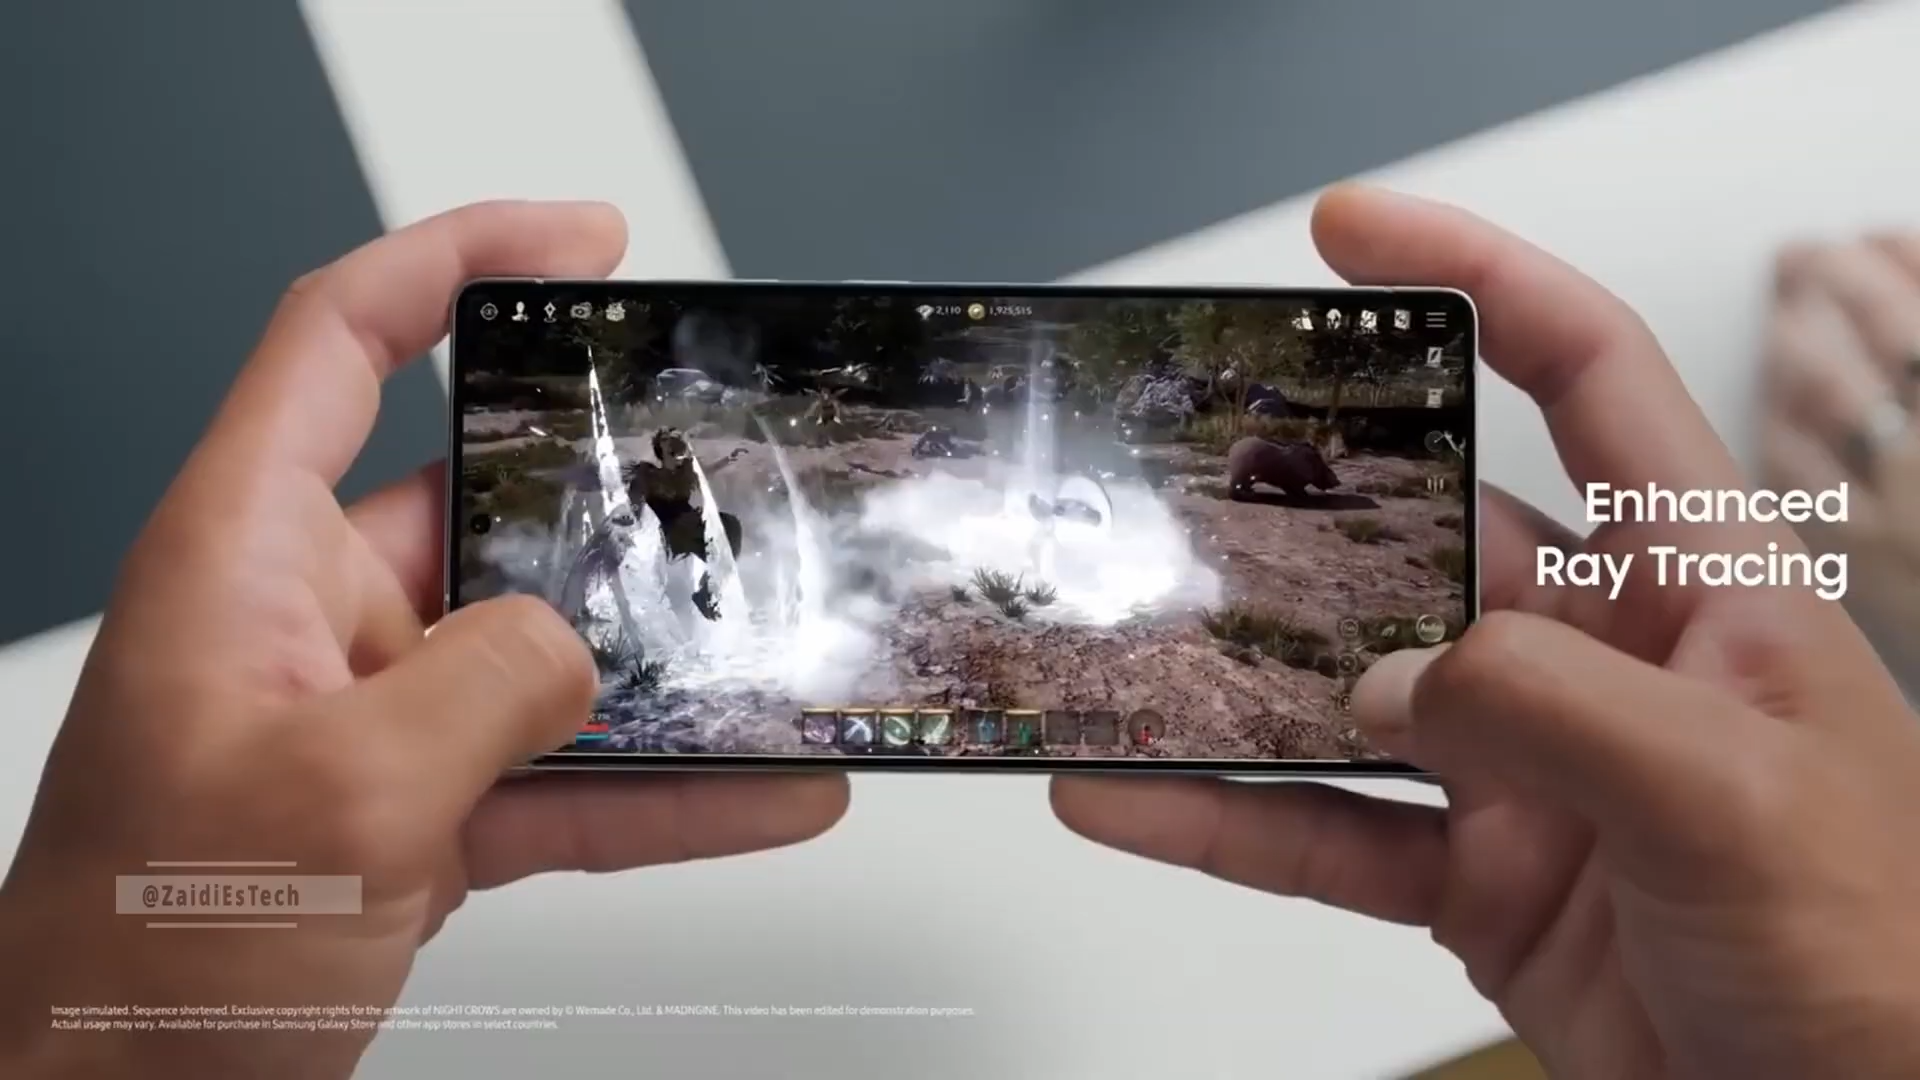 2,110 1,925,515
Enhanced
Ray Tracing
Auto
@ZaidiEsTech
Image simulated. Sequence shortened. Exclusive copyright rights for the artwork of NIGHT CROWS are owned by © Wemade Co., Ltd. & MADNGINE. This video has been edited for demonstration purposes.
Actual usage may vary. Available for purchase in Samsung Galaxy Store and other app stores in select countries.